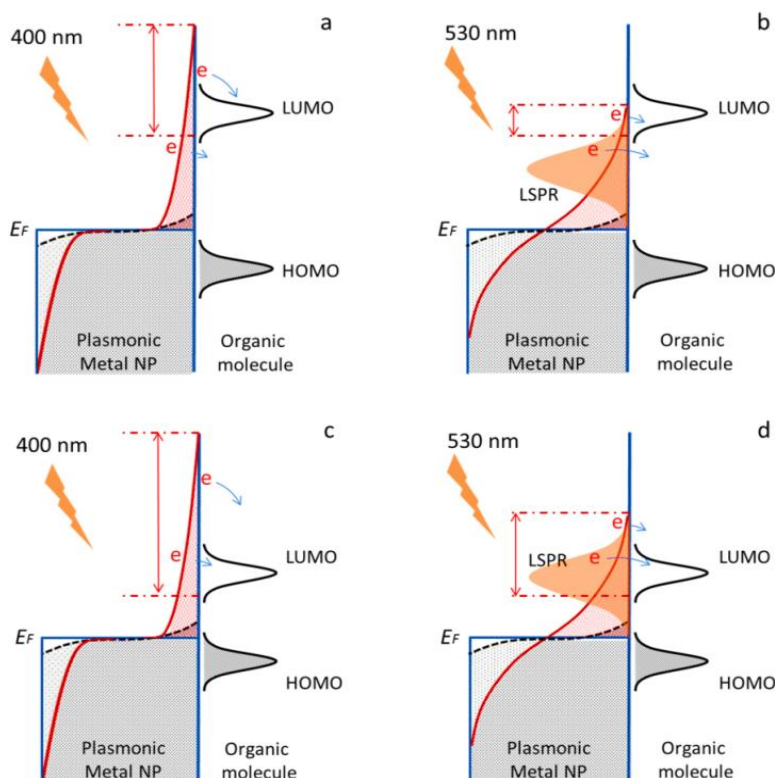 a
400 nm
e
LUMO
e
EF
HOMO
Plasmonic
Metal NP
Organic
molecule
b
530 nm
e
LUMO
e
LSPR
EF
HOMO
Plasmonic
Metal NP
Organic
molecule
c
400 nm
e
e
LUMO
EF
HOMO
Plasmonic
Metal NP
Organic
molecule
d
530 nm
e
e
LSPR
LUMO
EF
HOMO
Plasmonic
Metal NP
Organic
molecule